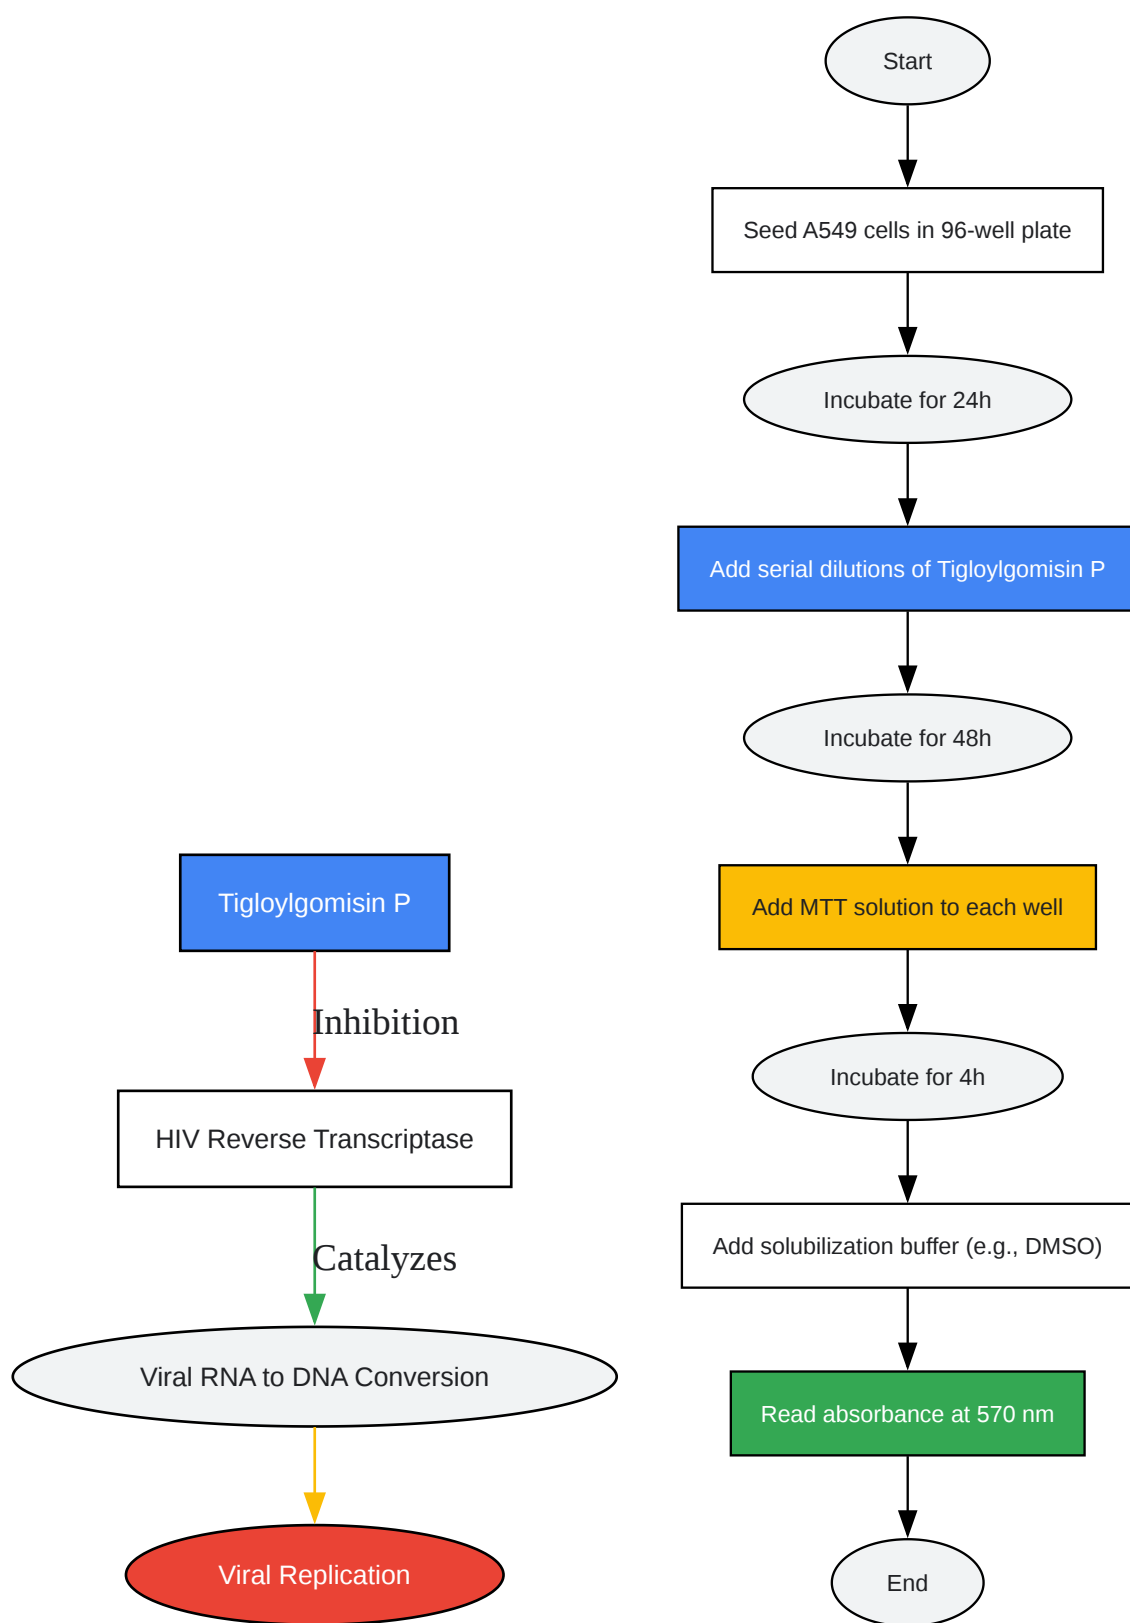 Tigloylgomisin P
Inhibition
HIV Reverse Transcriptase
Catalyzes
Viral RNA to DNA Conversion
Viral Replication
Start
Seed A549 cells in 96-well plate
Incubate for 24h
Add serial dilutions of Tigloylgomisin P
Incubate for 48h
Add MTT solution to each well
Incubate for 4h
Add solubilization buffer (e.g., DMSO)
Read absorbance at 570 nm
End